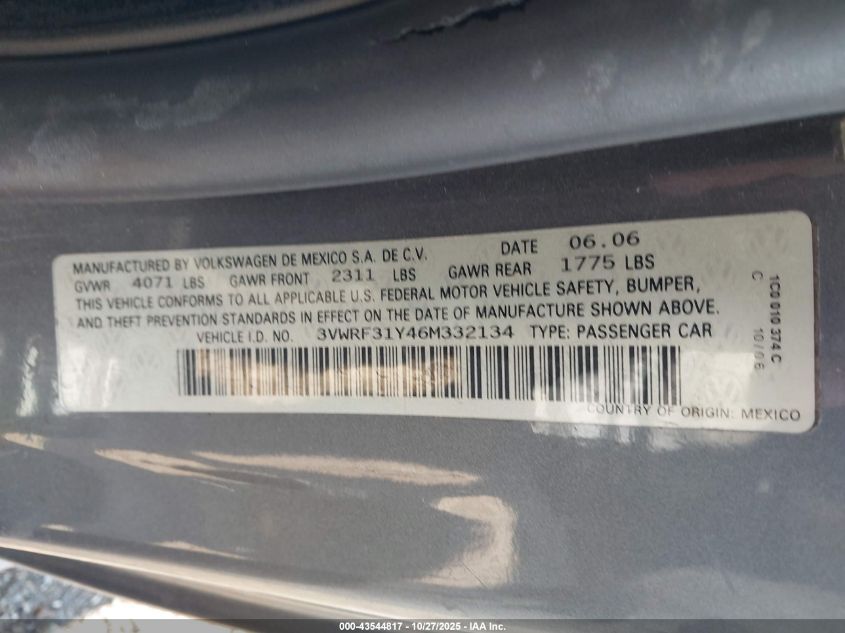 MANUFACTURED BY VOLKSWAGEN DE MEXICO S.A. DE C.V. DATE 06.06
GVWR 4071 LBS GAWR FRONT 2311 LBS GAWR REAR 1775 LBS
THIS VEHICLE CONFORMS TO ALL APPLICABLE U.S. FEDERAL MOTOR VEHICLE SAFETY, BUMPER,
AND THEFT PREVENTION STANDARDS IN EFFECT ON THE DATE OF MANUFACTURE SHOWN ABOVE.
VEHICLE I.D. NO. 3VWRF31Y46M332134 TYPE: PASSENGER CAR
COUNTRY OF ORIGIN: MEXICO
1C0 010 374 C
C 10/06
000-43544817 | 10/27/2025 - IAA Inc.